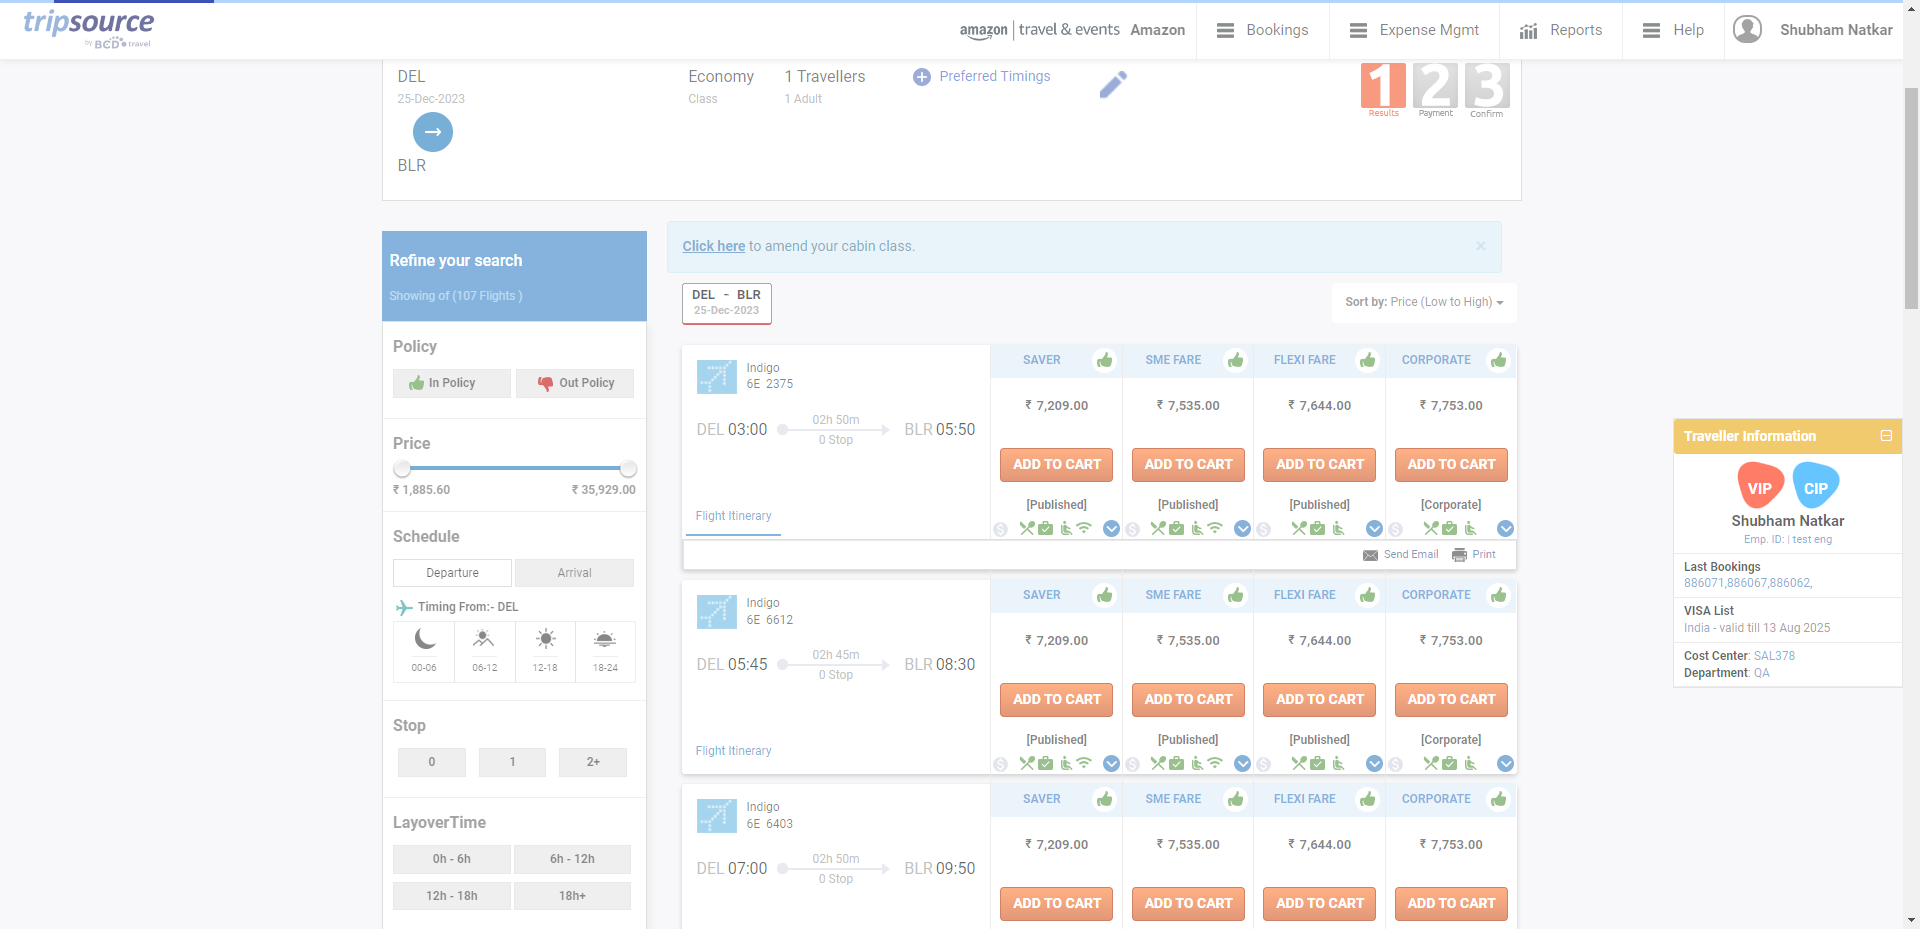 tripsource
by BCD travel
amazon | travel & events Amazon
Bookings
Expense Mgmt
Reports
Help
Shubham Natkar
DEL
25-Dec-2023
BLR
Economy
Class
1 Travellers
1 Adult
Preferred Timings
1 2 3
Results Payment Confirm
Refine your search
Showing of (107 Flights )
Policy
In Policy Out Policy
Price
₹ 1,885.60 ₹ 35,929.00
Schedule
Departure Arrival
Timing From:- DEL
00-06 06-12 12-18 18-24
Stop
0 1 2+
LayoverTime
0h - 6h 6h - 12h
12h - 18h 18h+
Click here to amend your cabin class. ×
DEL - BLR
25-Dec-2023
Sort by: Price (Low to High)
Indigo
6E 2375
DEL 03:00
02h 50m
0 Stop
BLR 05:50
Flight Itinerary
SAVER SME FARE FLEXI FARE CORPORATE
₹ 7,209.00 ₹ 7,535.00 ₹ 7,644.00 ₹ 7,753.00
ADD TO CART ADD TO CART ADD TO CART ADD TO CART
[Published] [Published] [Published] [Corporate]
Send Email Print
Indigo
6E 6612
DEL 05:45
02h 45m
0 Stop
BLR 08:30
Flight Itinerary
SAVER SME FARE FLEXI FARE CORPORATE
₹ 7,209.00 ₹ 7,535.00 ₹ 7,644.00 ₹ 7,753.00
ADD TO CART ADD TO CART ADD TO CART ADD TO CART
[Published] [Published] [Published] [Corporate]
Indigo
6E 6403
DEL 07:00
02h 50m
0 Stop
BLR 09:50
SAVER SME FARE FLEXI FARE CORPORATE
₹ 7,209.00 ₹ 7,535.00 ₹ 7,644.00 ₹ 7,753.00
ADD TO CART ADD TO CART ADD TO CART ADD TO CART
Traveller Information
VIP CIP
Shubham Natkar
Emp. ID: | test eng
Last Bookings
886071,886067,886062,
VISA List
India - valid till 13 Aug 2025
Cost Center: SAL378
Department: QA